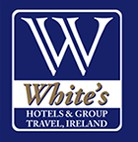 W
White's
HOTELS & GROUP
TRAVEL, IRELAND